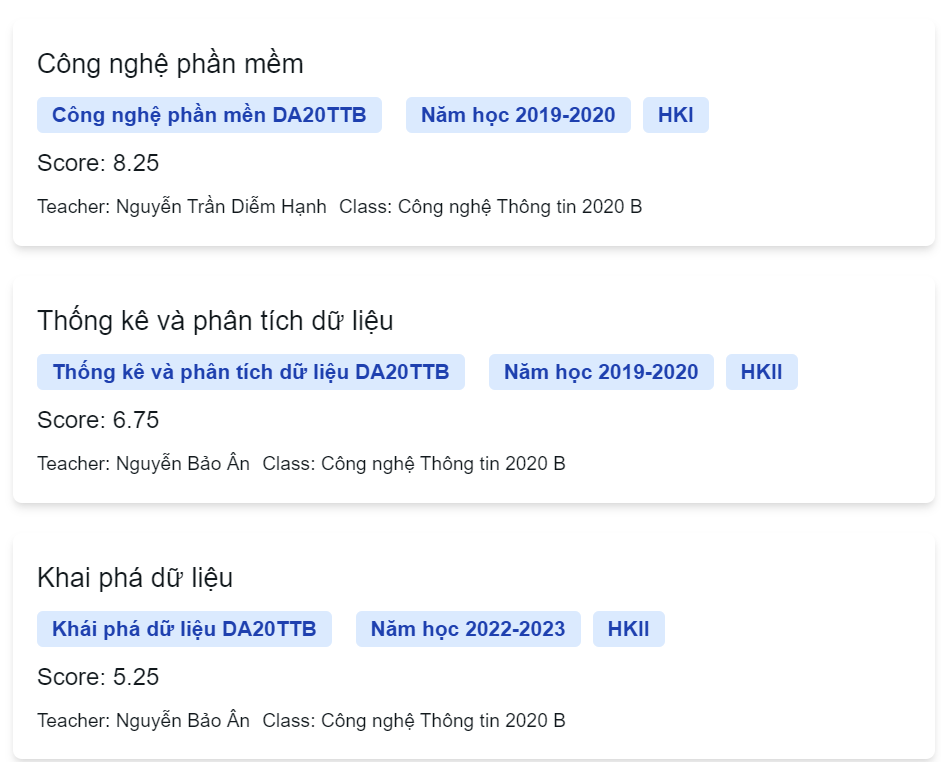 Công nghệ phần mềm
Công nghệ phần mền DA20TTB Năm học 2019-2020 HKI
Score: 8.25
Teacher: Nguyễn Trần Diễm Hạnh Class: Công nghệ Thông tin 2020 B
Thống kê và phân tích dữ liệu
Thống kê và phân tích dữ liệu DA20TTB Năm học 2019-2020 HKII
Score: 6.75
Teacher: Nguyễn Bảo Ân Class: Công nghệ Thông tin 2020 B
Khai phá dữ liệu
Khái phá dữ liệu DA20TTB Năm học 2022-2023 HKII
Score: 5.25
Teacher: Nguyễn Bảo Ân Class: Công nghệ Thông tin 2020 B